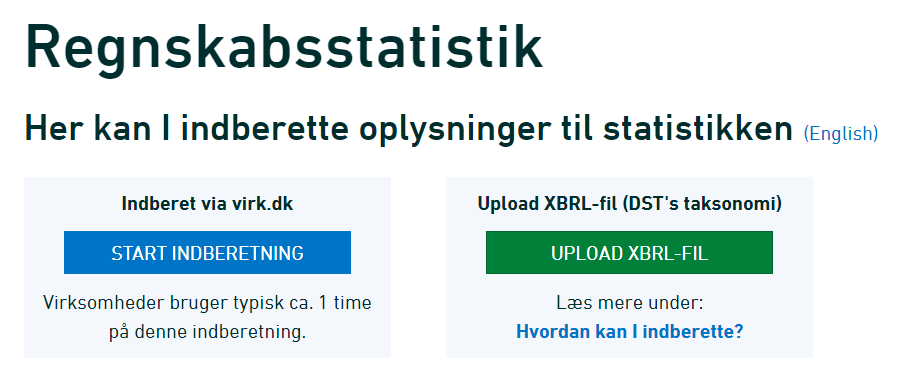 Regnskabsstatistik
Her kan I indberette oplysninger til statistikken (English)
Indberet via virk.dk
START INDBERETNING
Virksomheder bruger typisk ca. 1 time
på denne indberetning.
Upload XBRL-fil (DST's taksonomi)
UPLOAD XBRL-FIL
Læs mere under:
Hvordan kan I indberette?